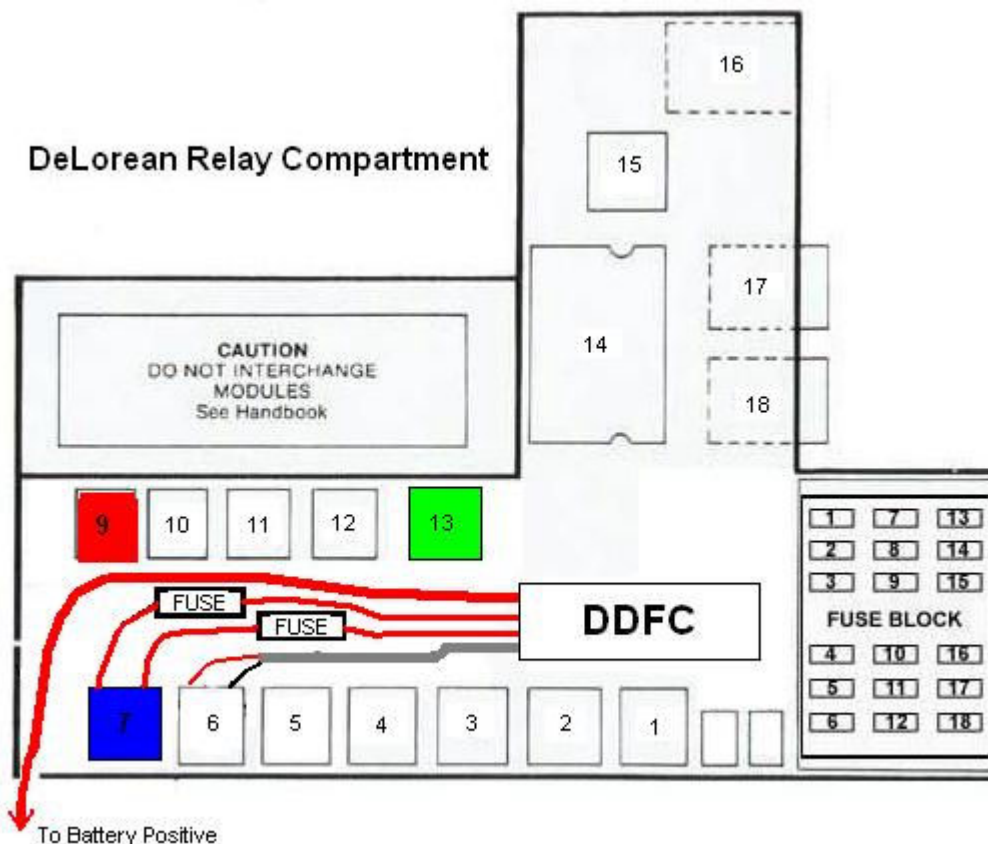 16
15
DeLorean Relay Compartment
17
14
18
CAUTION
DO NOT INTERCHANGE
MODULES
See Handbook
9 10 11 12 13
1 7 13
2 8 14
3 9 15
FUSE BLOCK
4 10 16
5 11 17
6 12 18
FUSE
FUSE
DDFC
7 6 5 4 3 2 1
To Battery Positive